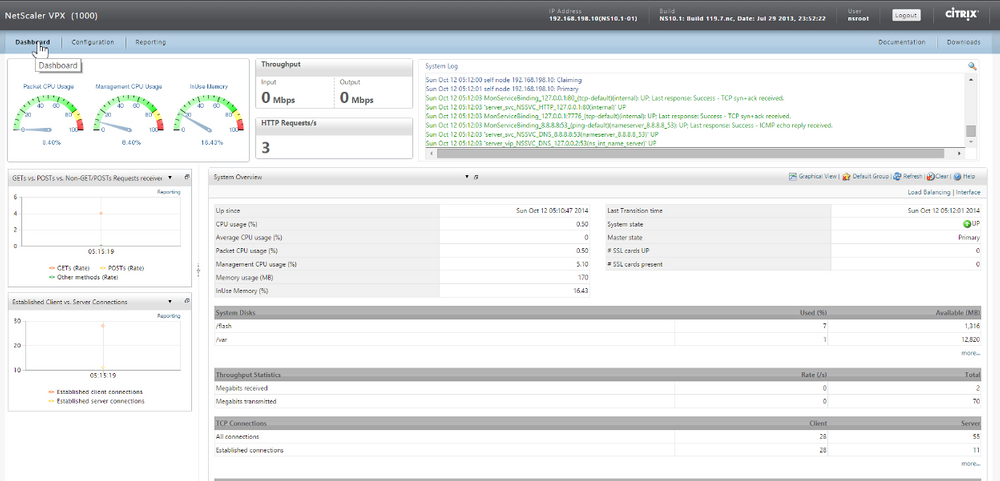 NetScaler VPX (1000)
IP Address
192.168.198.10(NS10.1-01)
Build
NS10.1: Build 119.7.nc, Date: Jul 29 2013, 23:52:22
User
nsroot
Logout
CITRIX
Dashboard
Configuration
Reporting
Documentation
Downloads
Dashboard
Packet CPU Usage
Management CPU Usage
InUse Memory
0 20 40 60 80 100
0 20 40 60 80 100
0 20 40 60 80 100
6.40%
16.43%
Throughput
Input
Output
0 Mbps
0 Mbps
HTTP Requests/s
3
System Log
Sun Oct 12 05:12:00 self node 192.168.198.10: Claiming
Sun Oct 12 05:12:01 self node 192.168.198.10: Primary
Sun Oct 12 05:12:03 MonServiceBinding_127.0.0.1:80_(tcp-default)(internal): UP; Last response: Success - TCP syn+ack received.
Sun Oct 12 05:12:03 'server_svc_NSSVC_HTTP_127.0.0.1:80(internal)' UP
Sun Oct 12 05:12:03 MonServiceBinding_127.0.0.1:7776_(tcp-default)(internal): UP; Last response: Success - TCP syn+ack received.
Sun Oct 12 05:12:03 MonServiceBinding_8.8.8.8:53_(ping-default)(nameserver_8.8.8.8_53): UP; Last response: Success - ICMP echo reply received.
Sun Oct 12 05:12:03 'server_svc_NSSVC_DNS_8.8.8.8:53(nameserver_8.8.8.8_53)' UP
Sun Oct 12 05:12:03 'server_vip_NSSVC_DNS_127.0.0.2:53(ns_int_name_server)' UP
GETs vs. POSTs vs. Non-GET/POSTs Requests receiver
Reporting
6
4
2
0
05:15:19
GETs (Rate)
POSTs (Rate)
Other methods (Rate)
Established Client vs. Server Connections
Reporting
30
20
10
05:15:19
Established client connections
Established server connections
System Overview
Graphical View | Default Group | Refresh | Clear | Help
Load Balancing | Interface
Up since Sun Oct 12 05:10:47 2014
CPU usage (%) 0.50
Average CPU usage (%) 0
Packet CPU usage (%) 0.50
Management CPU usage (%) 5.10
Memory usage (MB) 170
InUse Memory (%) 16.43
Last Transition time Sun Oct 12 05:12:01 2014
System state UP
Master state Primary
# SSL cards UP 0
# SSL cards present 0
System Disks Used (%) Available (MB)
/flash 7 1,316
/var 1 12,820
more...
Throughput Statistics Rate (/s) Total
Megabits received 0 2
Megabits transmitted 0 70
TCP Connections Client Server
All connections 28 55
Established connections 28 11
more...